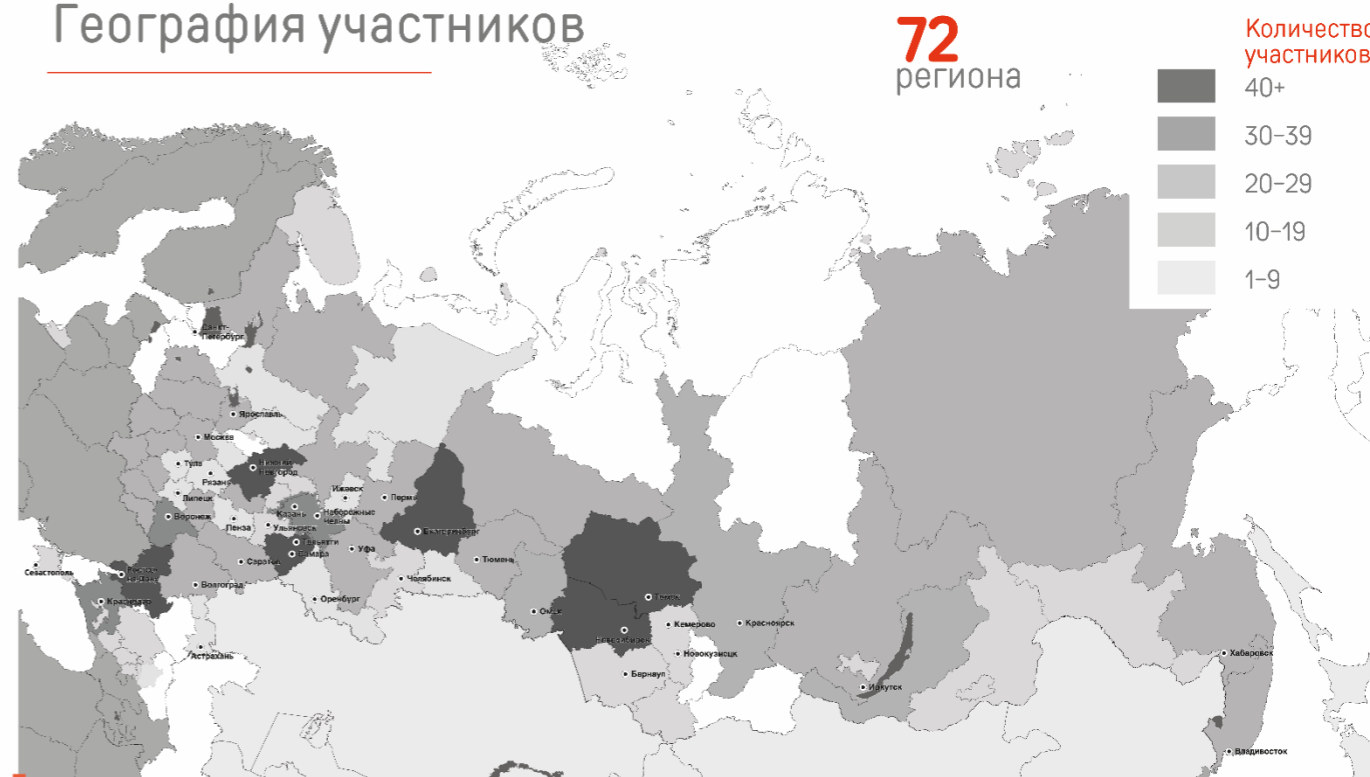 География участников
72
региона
Количество
участников
40+
30–39
20–29
10–19
1–9
Санкт-
Петербург
Ярославль
Москва
Тула
Рязань
Нижний
Новгород
Липецк
Ижевск
Пермь
Воронеж
Казань
Набережные
Челны
Пенза
Ульяновск
Екатеринбург
Тольятти
Самара
Уфа
Севастополь
Ростов-
на-Дону
Саратов
Тюмень
Волгоград
Челябинск
Краснодар
Оренбург
Омск
Томск
Новосибирск
Кемерово
Красноярск
Астрахань
Новокузнецк
Барнаул
Иркутск
Хабаровск
Владивосток